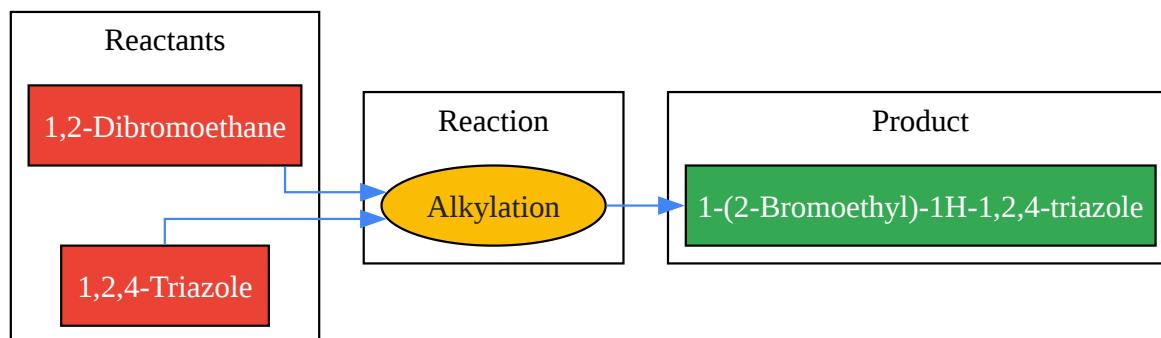 Reactants
1,2-Dibromoethane
1,2,4-Triazole
Reaction
Alkylation
Product
1-(2-Bromoethyl)-1H-1,2,4-triazole